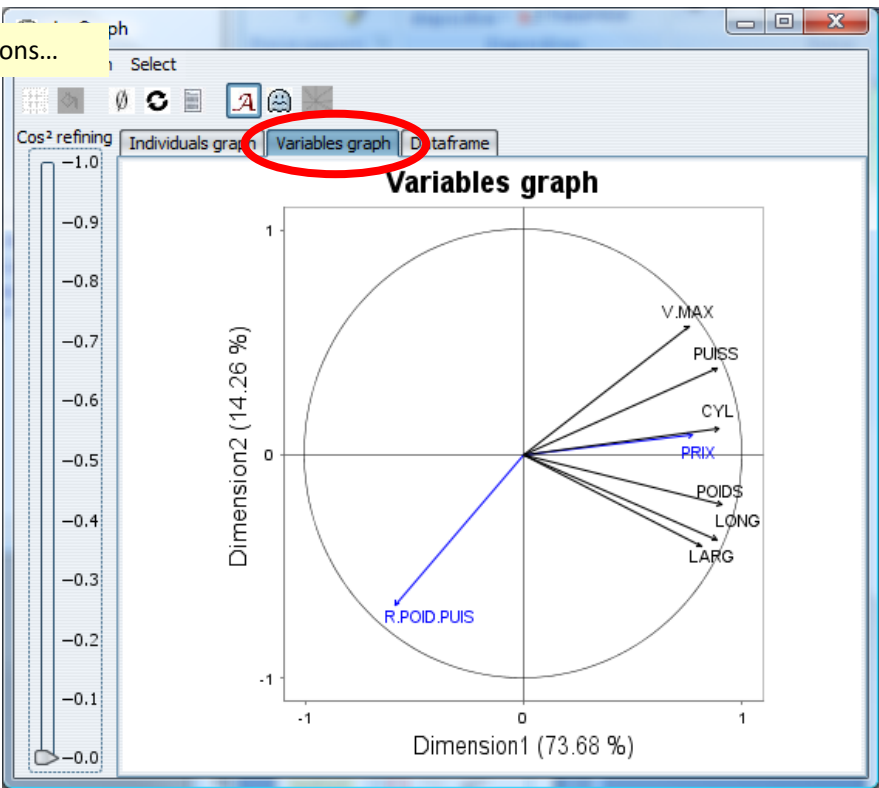 ons...
Select
Cos² refining
Individuals graph
Variables graph
Dataframe
Variables graph
1.0
0.9
0.8
0.7
0.6
0.5
0.4
0.3
0.2
0.1
0.0
Dimension2 (14.26 %)
1
0
-1
V.MAX
PUISS
CYL
PRIX
POIDS
LONG
LARG
R.POID.PUIS
-1
0
1
Dimension1 (73.68 %)